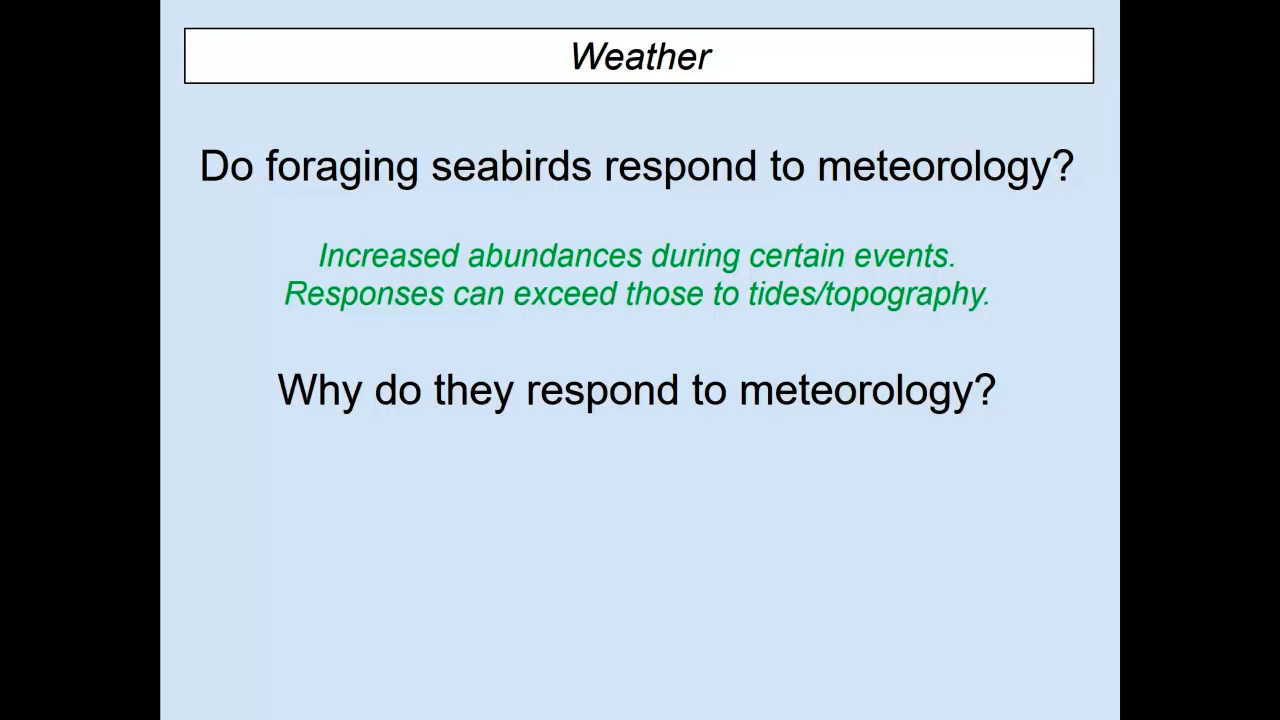 Weather
Do foraging seabirds respond to meteorology?
Increased abundances during certain events.
Responses can exceed those to tides/topography.
Why do they respond to meteorology?